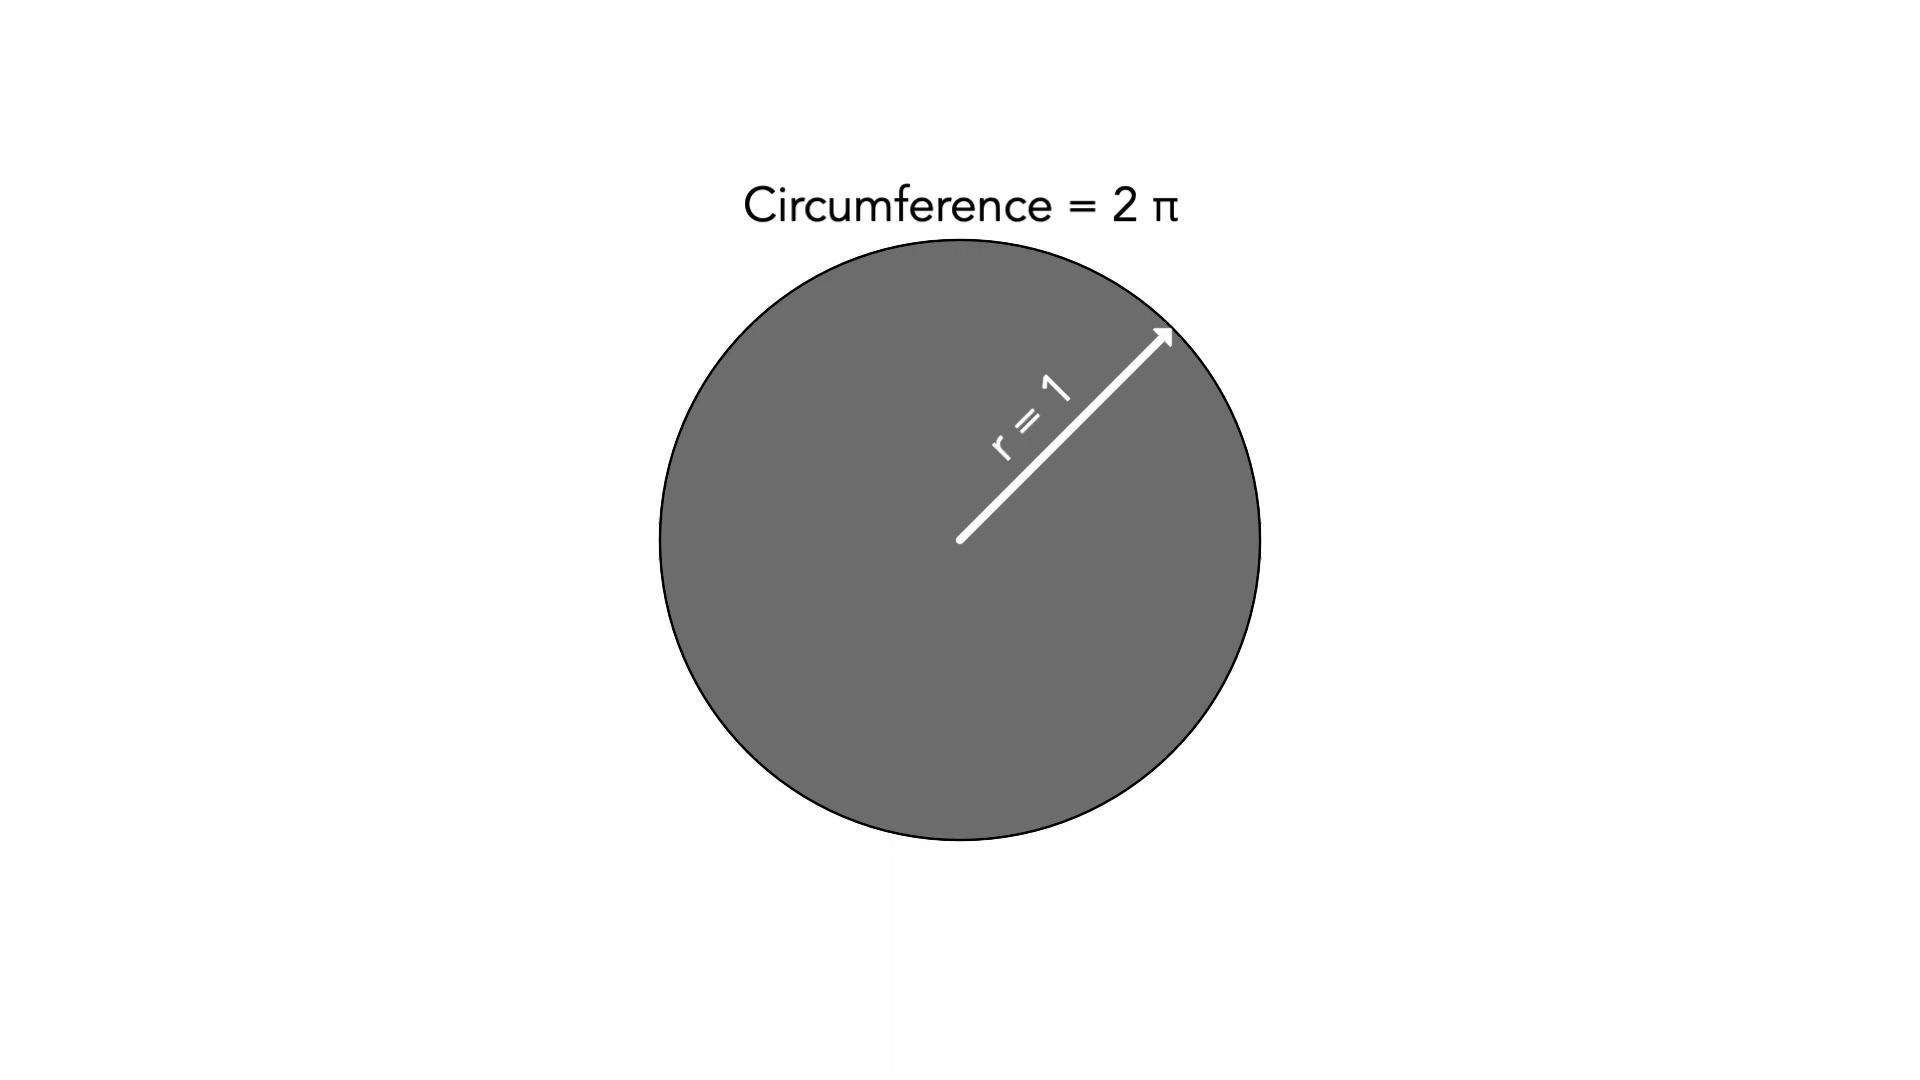 Circumference = 2 π
r = 1